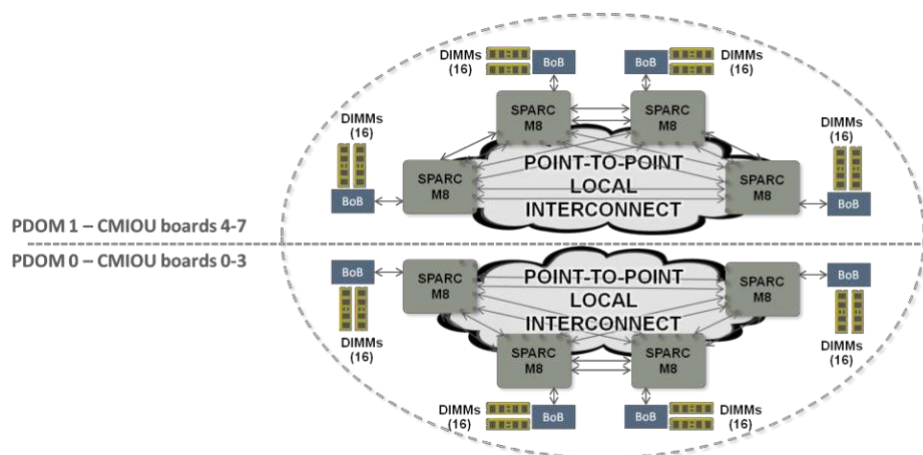 DIMMs
(16)
BoB
BoB
DIMMs
(16)
SPARC
M8
SPARC
M8
DIMMs
(16)
DIMMs
(16)
SPARC
M8
POINT-TO-POINT
LOCAL
INTERCONNECT
SPARC
M8
BoB
BoB
PDOM 1 – CMIOU boards 4-7
PDOM 0 – CMIOU boards 0-3
BoB
SPARC
M8
POINT-TO-POINT
LOCAL
INTERCONNECT
SPARC
M8
BoB
DIMMs
(16)
DIMMs
(16)
SPARC
M8
SPARC
M8
DIMMs
(16)
BoB
BoB
DIMMs
(16)